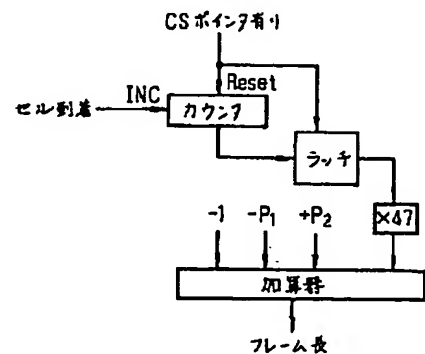 CSポインタ有り
Reset
INC
セル到着
カウンタ
ラッチ
×47
-1 -P₁ +P₂
加算器
フレーム長